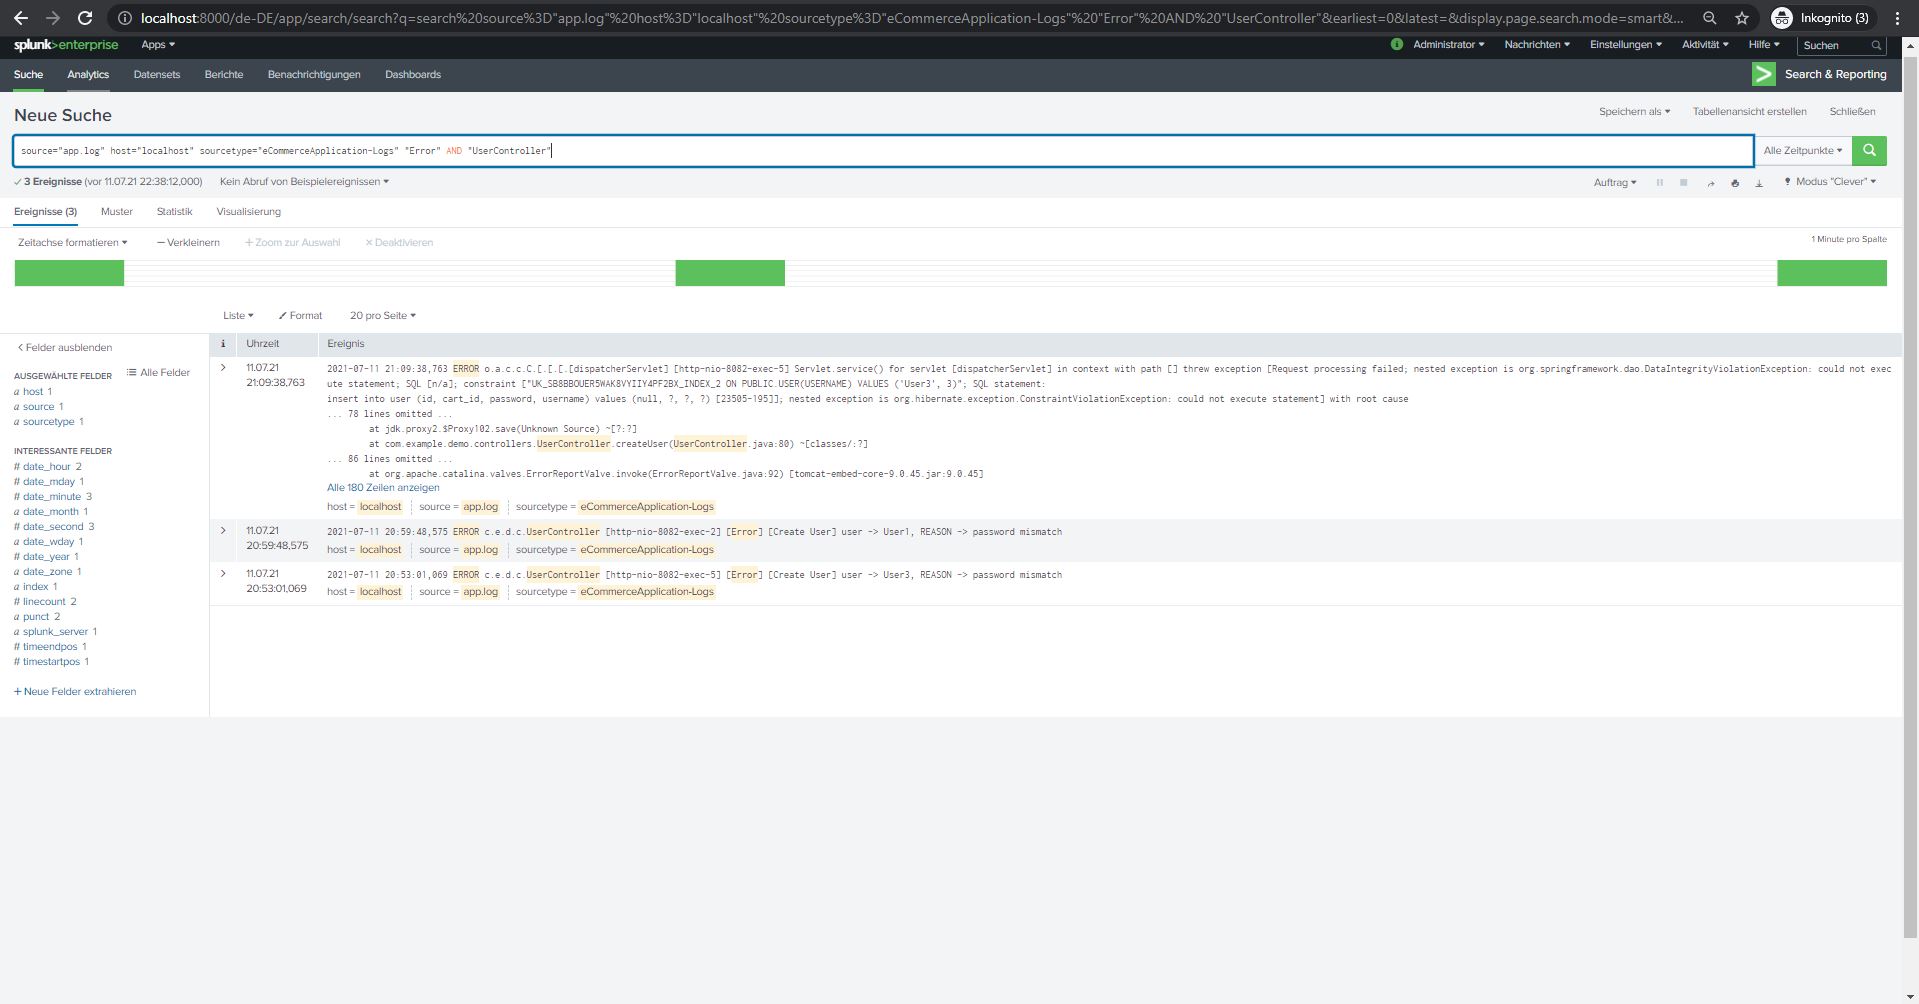 localhost:8000/de-DE/app/search/search?q=search%20source%3D"app.log"%20host%3D"localhost"%20sourcetype%3D"eCommerceApplication-Logs"%20"Error"%20AND%20"UserController"&earliest=0&latest=&display.page.search.mode=smart&... Inkognito (3)
splunk>enterprise Apps Administrator Nachrichten Einstellungen Aktivität Hilfe Suchen
Suche Analytics Datensets Berichte Benachrichtigungen Dashboards Search & Reporting
Neue Suche Speichern als Tabellenansicht erstellen Schließen
source="app.log" host="localhost" sourcetype="eCommerceApplication-Logs" "Error" AND "UserController" Alle Zeitpunkte
3 Ereignisse (vor 11.07.21 22:38:12,000) Kein Abruf von Beispielereignissen Auftrag Modus "Clever"
Ereignisse (3) Muster Statistik Visualisierung
Zeitachse formatieren — Verkleinern + Zoom zur Auswahl × Deaktivieren 1 Minute pro Spalte
Liste Format 20 pro Seite
< Felder ausblenden
Alle Felder
AUSGEWÄHLTE FELDER
a host 1
a source 1
a sourcetype 1
INTERESSANTE FELDER
# date_hour 2
# date_mday 1
# date_minute 3
a date_month 1
# date_second 3
a date_wday 1
# date_year 1
a date_zone 1
a index 1
# linecount 2
a punct 2
a splunk_server 1
# timeendpos 1
# timestartpos 1
+ Neue Felder extrahieren
i Uhrzeit Ereignis
> 11.07.21
21:09:38,763
2021-07-11 21:09:38,763 ERROR o.a.c.c.C.[.[.[.[dispatcherServlet] [http-nio-8082-exec-5] Servlet.service() for servlet [dispatcherServlet] in context with path [] threw exception [Request processing failed; nested exception is org.springframework.dao.DataIntegrityViolationException: could not exec
ute statement; SQL [n/a]; constraint ["UK_SB8BBOUER5WAK8VYIIY4PF2BX_INDEX_2 ON PUBLIC.USER(USERNAME) VALUES ('User3', 3)"; SQL statement:
insert into user (id, cart_id, password, username) values (null, ?, ?, ?) [23505-195]]; nested exception is org.hibernate.exception.ConstraintViolationException: could not execute statement] with root cause
... 78 lines omitted ...
at jdk.proxy2.$Proxy102.save(Unknown Source) ~[?:?]
at com.example.demo.controllers.UserController.createUser(UserController.java:80) ~[classes/:?]
... 86 lines omitted ...
at org.apache.catalina.valves.ErrorReportValve.invoke(ErrorReportValve.java:92) [tomcat-embed-core-9.0.45.jar:9.0.45]
Alle 180 Zeilen anzeigen
host = localhost source = app.log sourcetype = eCommerceApplication-Logs
> 11.07.21
20:59:48,575
2021-07-11 20:59:48,575 ERROR c.e.d.c.UserController [http-nio-8082-exec-2] [Error] [Create User] user -> User1, REASON -> password mismatch
host = localhost source = app.log sourcetype = eCommerceApplication-Logs
> 11.07.21
20:53:01,069
2021-07-11 20:53:01,069 ERROR c.e.d.c.UserController [http-nio-8082-exec-5] [Error] [Create User] user -> User3, REASON -> password mismatch
host = localhost source = app.log sourcetype = eCommerceApplication-Logs